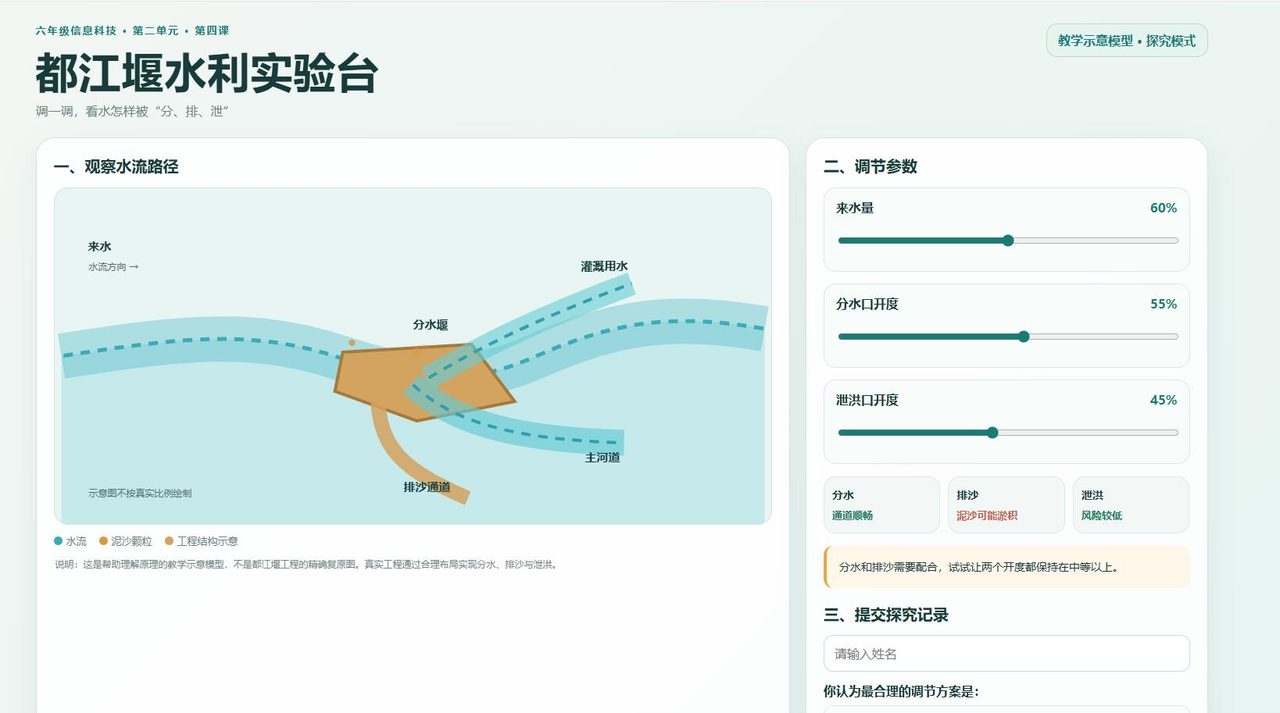 六年级信息科技 • 第二单元 • 第四课
都江堰水利实验台
调一调，看水怎样被“分、排、泄”
教学示意模型 • 探究模式
一、观察水流路径
来水
水流方向 →
灌溉用水
分水堰
主河道
排沙通道
示意图不按真实比例绘制
水流 泥沙颗粒 工程结构示意
说明：这是帮助理解原理的教学示意模型，不是都江堰工程的精确复原图。真实工程通过合理布局实现分水、排沙与泄洪。
二、调节参数
来水量 60%
分水口开度 55%
泄洪口开度 45%
分水
通道顺畅
排沙
泥沙可能淤积
泄洪
风险较低
分水和排沙需要配合，试试让两个开度都保持在中等以上。
三、提交探究记录
请输入姓名
你认为最合理的调节方案是：